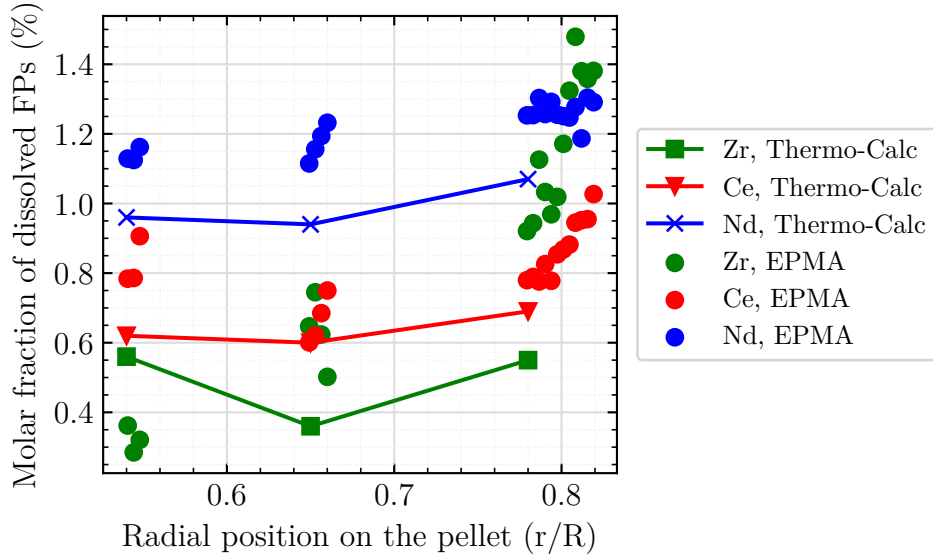 Molar fraction of dissolved FPs (%)
1.4
1.2
1.0
0.8
0.6
0.4
0.6
0.7
0.8
Radial position on the pellet (r/R)
Zr, Thermo-Calc
Ce, Thermo-Calc
Nd, Thermo-Calc
Zr, EPMA
Ce, EPMA
Nd, EPMA